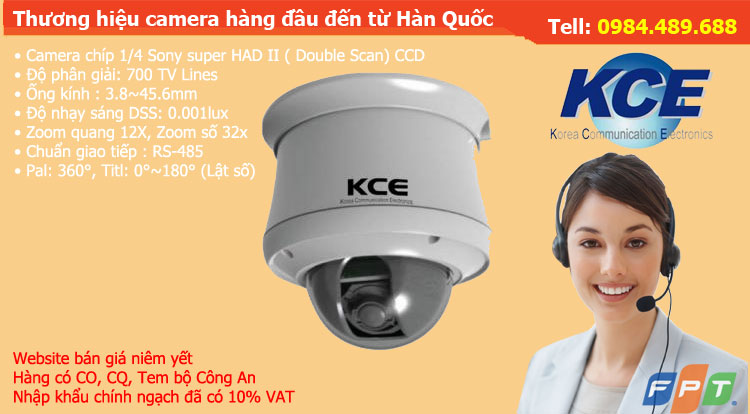 Thương hiệu camera hàng đầu đến từ Hàn Quốc
Tell: 0984.489.688
• Camera chíp 1/4 Sony super HAD II ( Double Scan) CCD
• Độ phân giải: 700 TV Lines
• Ống kính : 3.8~45.6mm
• Độ nhạy sáng DSS: 0.001lux
• Zoom quang 12X, Zoom số 32x
• Chuẩn giao tiếp : RS-485
• Pal: 360°, Titl: 0°~180° (Lật số)
KCE
Korea Communication Electronics
KCE
Korea Communication Electronics
Website bán giá niêm yết
Hàng có CO, CQ, Tem bộ Công An
Nhập khẩu chính ngạch đã có 10% VAT
FPT